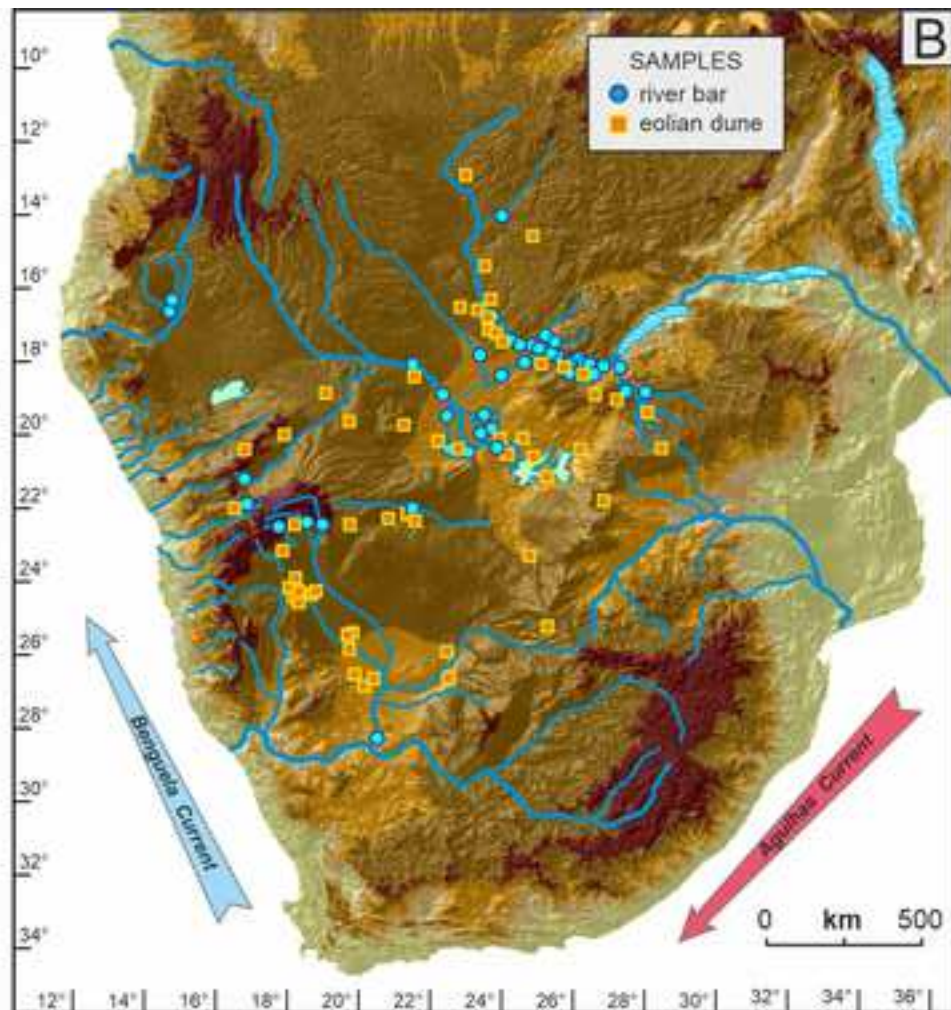 B
SAMPLES
river bar
eolian dune
10°
12°
14°
16°
18°
20°
22°
24°
26°
28°
30°
32°
34°
Benguela Current
Agulhas Current
0 km 500
12° 14° 16° 18° 20° 22° 24° 26° 28° 30° 32° 34° 36°